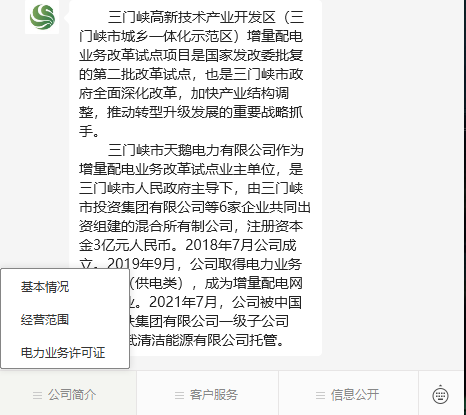 三门峡高新技术产业开发区（三
门峡市城乡一体化示范区）增量配电
业务改革试点项目是国家发改委批复
的第二批改革试点，也是三门峡市政
府全面深化改革，加快产业结构调
整，推动转型升级发展的重要战略抓
手。
三门峡市天鹅电力有限公司作为
增量配电业务改革试点业主单位，是
三门峡市人民政府主导下，由三门峡
市投资集团有限公司等6家企业共同出
资组建的混合所有制公司，注册资本
金3亿元人民币。2018年7月公司成
立。2019年9月，公司取得电力业务
（供电类），成为增量配电网
业。2021年7月，公司被中国
集团有限公司一级子公司
清洁能源有限公司托管。
基本情况
经营范围
电力业务许可证
公司简介
客户服务
信息公开